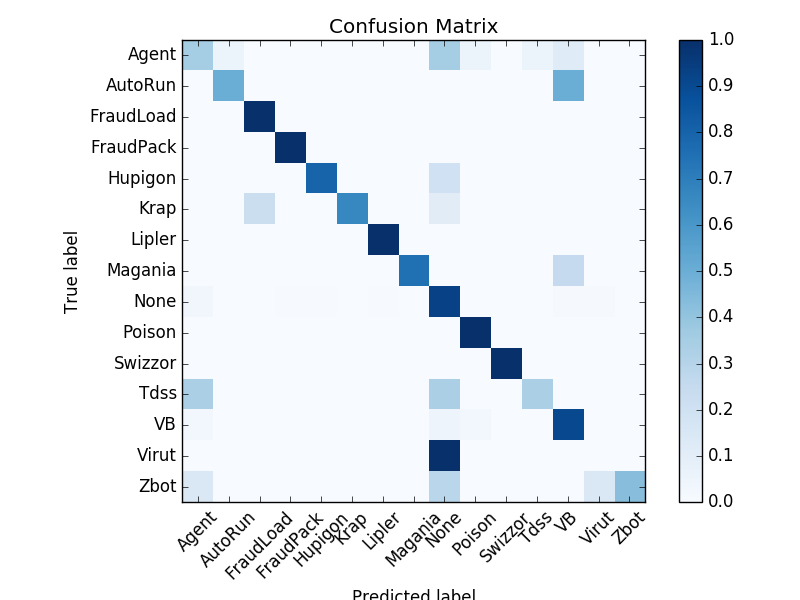 Confusion Matrix
True label
Agent
AutoRun
FraudLoad
FraudPack
Hupigon
Krap
Lipler
Magania
None
Poison
Swizzor
Tdss
VB
Virut
Zbot
Agent
AutoRun
FraudLoad
FraudPack
Hupigon
Krap
Lipler
Magania
None
Poison
Swizzor
Tdss
VB
Virut
Zbot
Predicted label
1.0
0.9
0.8
0.7
0.6
0.5
0.4
0.3
0.2
0.1
0.0